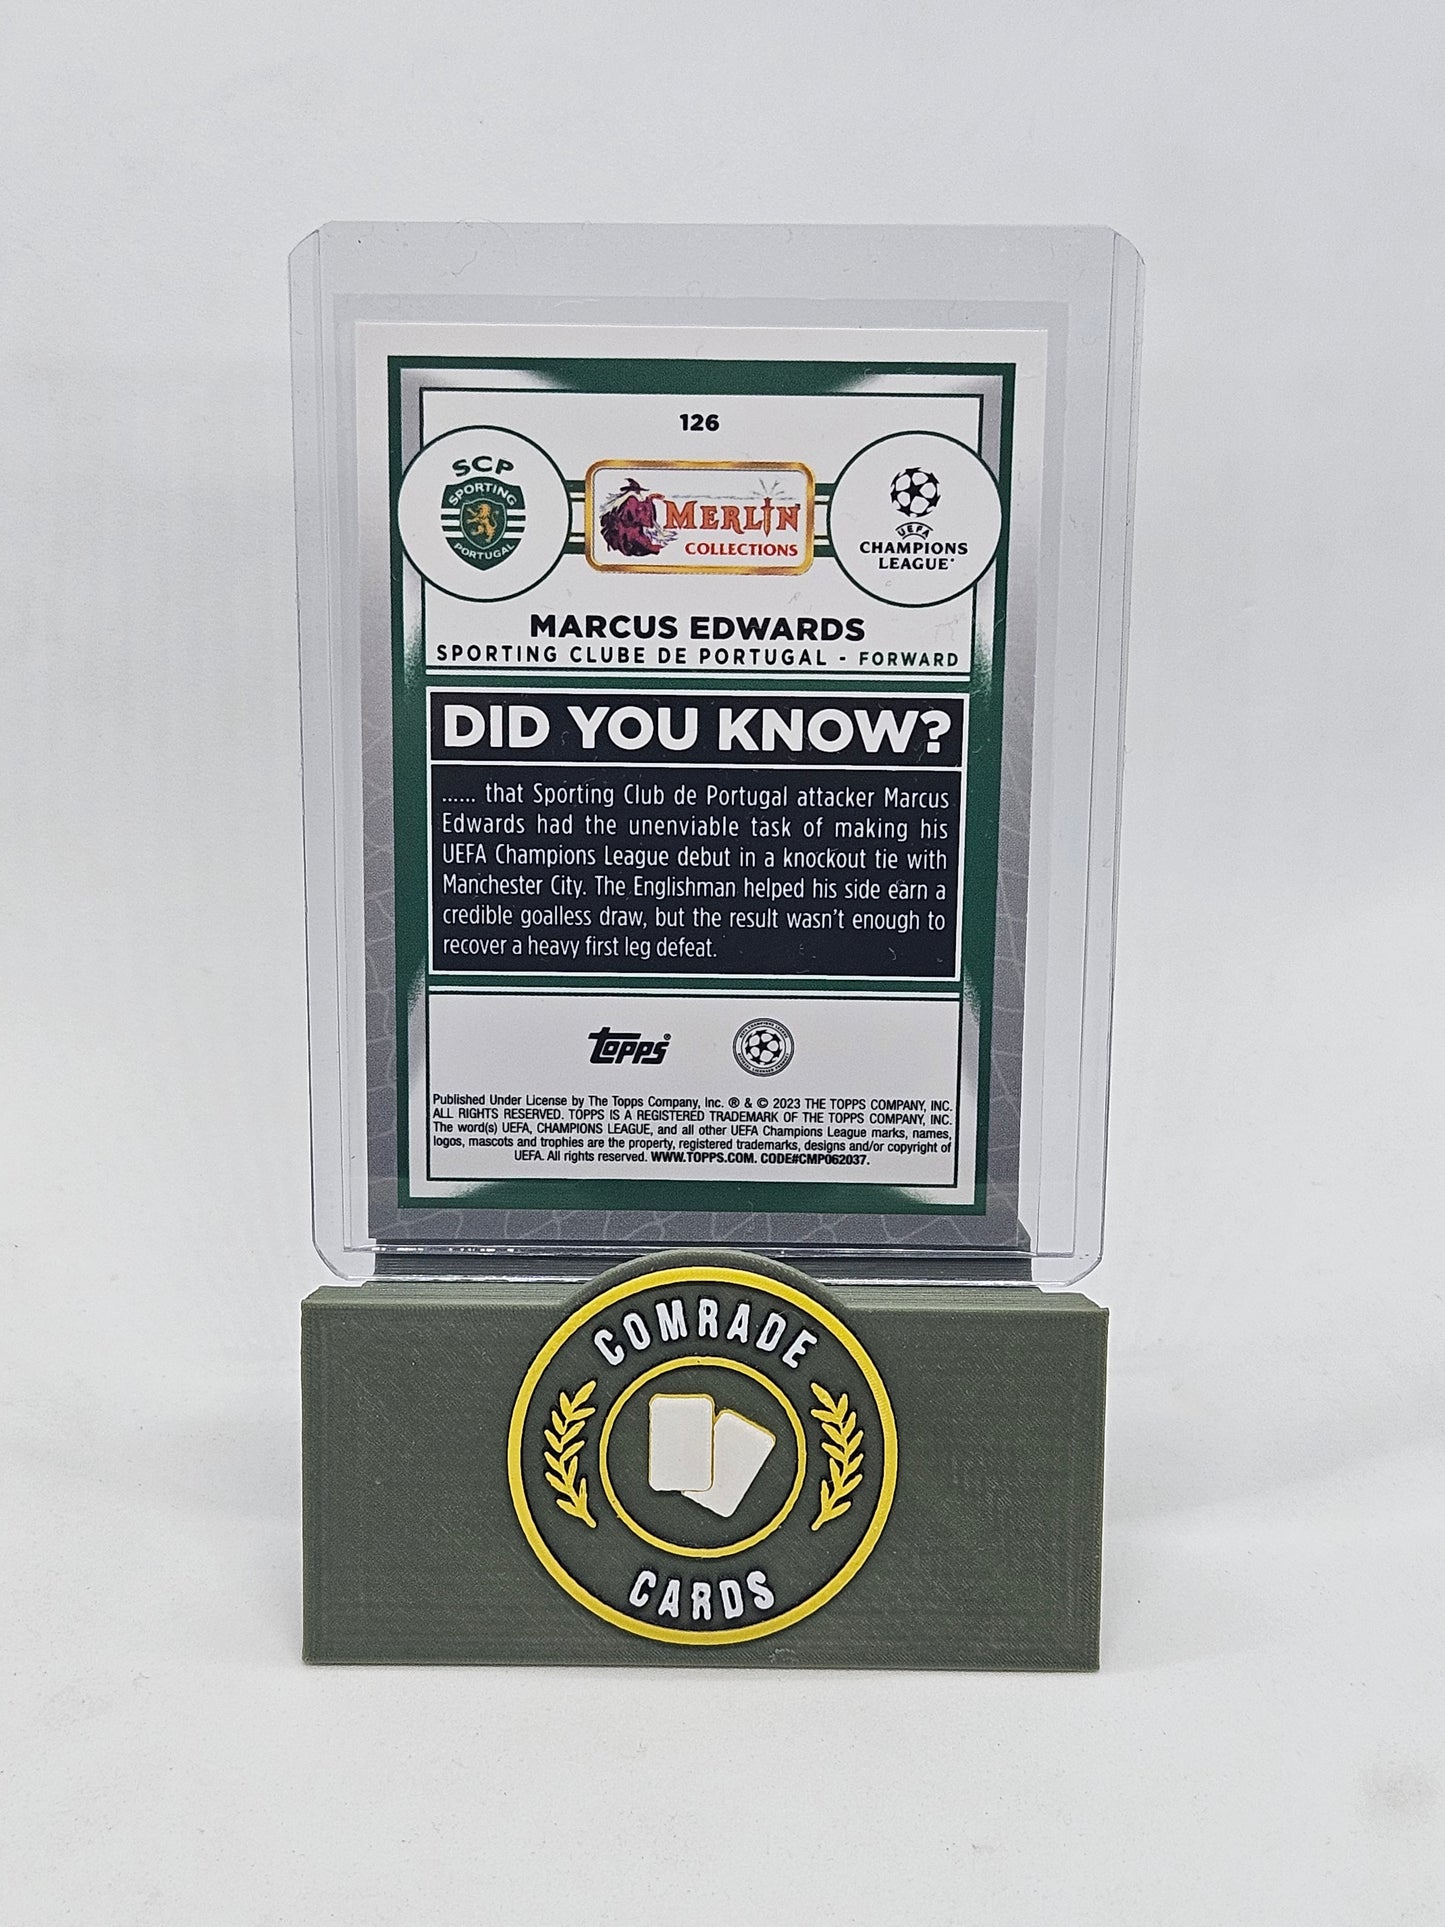 126
SCP
SPORTING
PORTUGAL
MERLIN
COLLECTIONS
UEFA
CHAMPIONS
LEAGUE
MARCUS EDWARDS
SPORTING CLUBE DE PORTUGAL - FORWARD
DID YOU KNOW?
...... that Sporting Club de Portugal attacker Marcus
Edwards had the unenviable task of making his
UEFA Champions League debut in a knockout tie with
Manchester City. The Englishman helped his side earn a
credible goalless draw, but the result wasn't enough to
recover a heavy first leg defeat.
topps®
Published Under License by The Topps Company, Inc. ® & © 2023 THE TOPPS COMPANY, INC.
ALL RIGHTS RESERVED. TOPPS IS A REGISTERED TRADEMARK OF THE TOPPS COMPANY, INC.
The word(s) UEFA, CHAMPIONS LEAGUE, and all other UEFA Champions League marks, names,
logos, mascots and trophies are the property, registered trademarks, designs and/or copyright of
UEFA. All rights reserved. WWW.TOPPS.COM. CODE#CMP062037.
COMRADE
CARDS